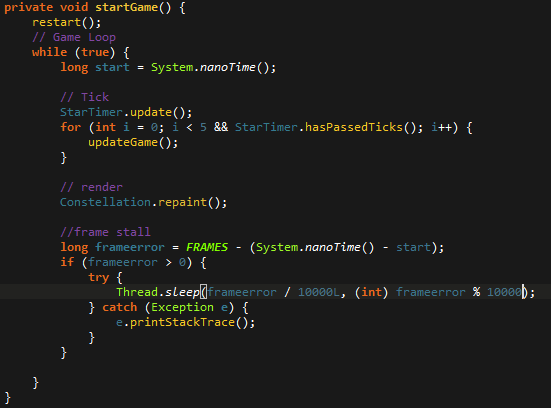 private void startGame() {
    restart();
    // Game Loop
    while (true) {
        long start = System.nanoTime();

        // Tick
        StarTimer.update();
        for (int i = 0; i < 5 && StarTimer.hasPassedTicks(); i++) {
            updateGame();
        }

        // render
        Constellation.repaint();

        //frame stall
        long frameerror = FRAMES - (System.nanoTime() - start);
        if (frameerror > 0) {
            try {
                Thread.sleep(frameerror / 10000L, (int) frameerror % 10000);
            } catch (Exception e) {
                e.printStackTrace();
            }
        }

    }
}